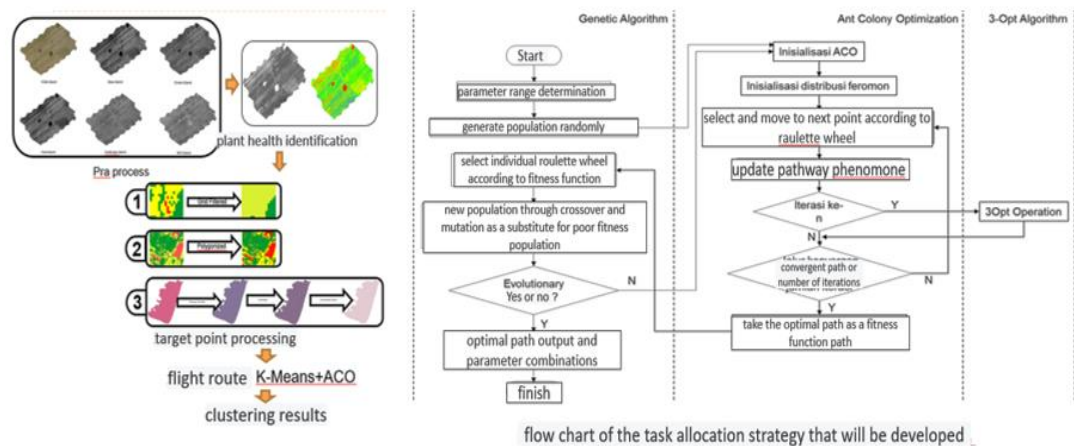 Pra process
plant health identification
1
2
Polygonized
3
target point processing
flight route K-Means+ACO
clustering results
Genetic Algorithm
Start
parameter range determination
generate population randomly
select individual roulette wheel
according to fitness function
new population through crossover and
mutation as a substitute for poor fitness
population
Evolutionary
Yes or no ?
N
Y
optimal path output and
parameter combinations
finish
Ant Colony Optimization
Inisialisasi ACO
Inisialisasi distribusi feromon
select and move to next point according to
raulette wheel
update pathway phenomone
Iterasi ke-
n
Y
N
convergent path or
number of iterations
N
Y
take the optimal path as a fitness
function path
3-Opt Algorithm
3Opt Operation
flow chart of the task allocation strategy that will be developed